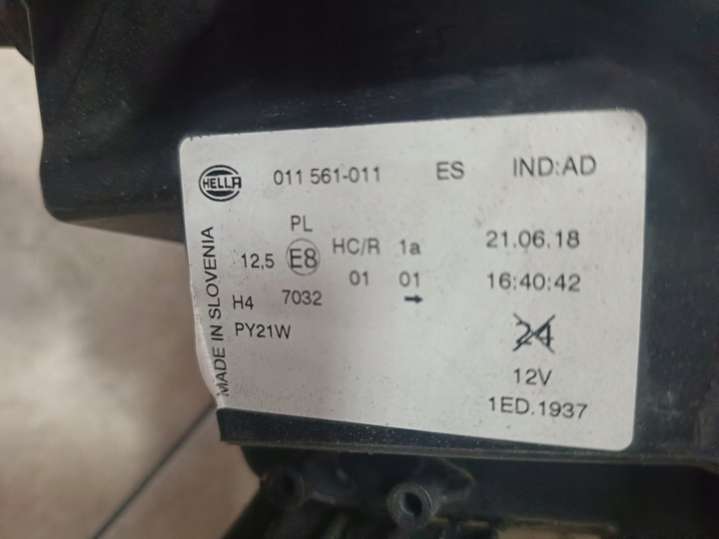 HELLA 011 561-011 ES IND:AD
PL
12,5 E8 HC/R 1a 21.06.18
01 01 16:40:42
H4 7032 →
PY21W 24
12V
1ED.1937
MADE IN SLOVENIA